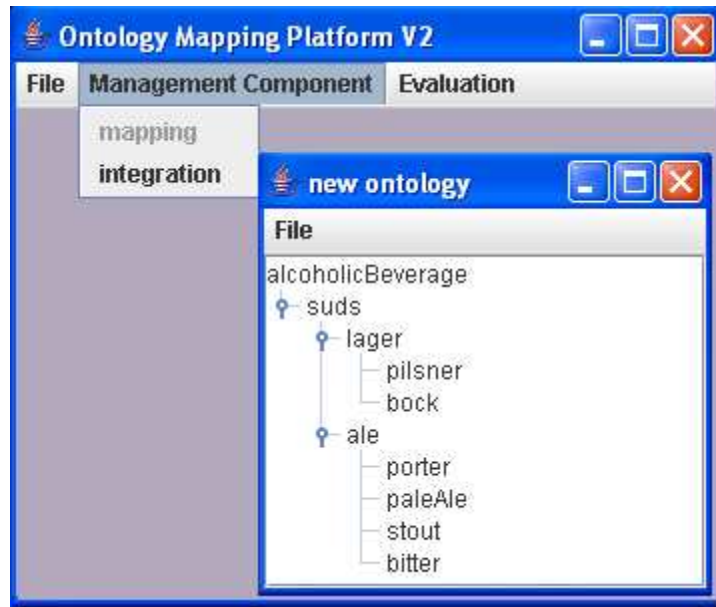 Ontology Mapping Platform V2
File Management Component Evaluation
mapping
integration
new ontology
File
alcoholicBeverage
suds
lager
pilsner
bock
ale
porter
paleAle
stout
bitter